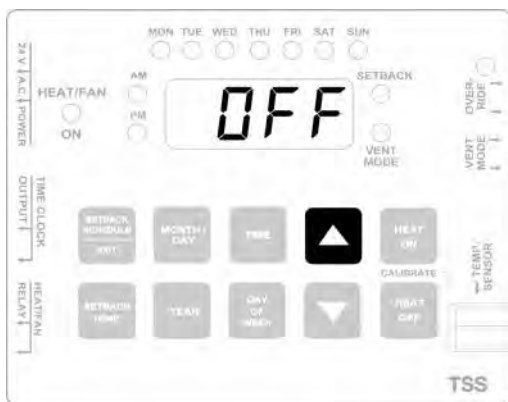 MON TUE WED THU FRI SAT SUN
24V A.C. POWER
HEAT/FAN
ON
AM
PM
OFF
SETBACK
VENT
MODE
OVER-
RIDE
VENT
MODE
TIME CLOCK
OUTPUT
SETBACK
SCHEDULE
EXIT
MONTH /
DAY
TIME
HEAT
ON
CALIBRATE
TEMP.
SENSOR
HEAT/FAN
RELAY
SETBACK
TEMP
YEAR
DAY
OF
WEEK
HEAT
OFF
TSS